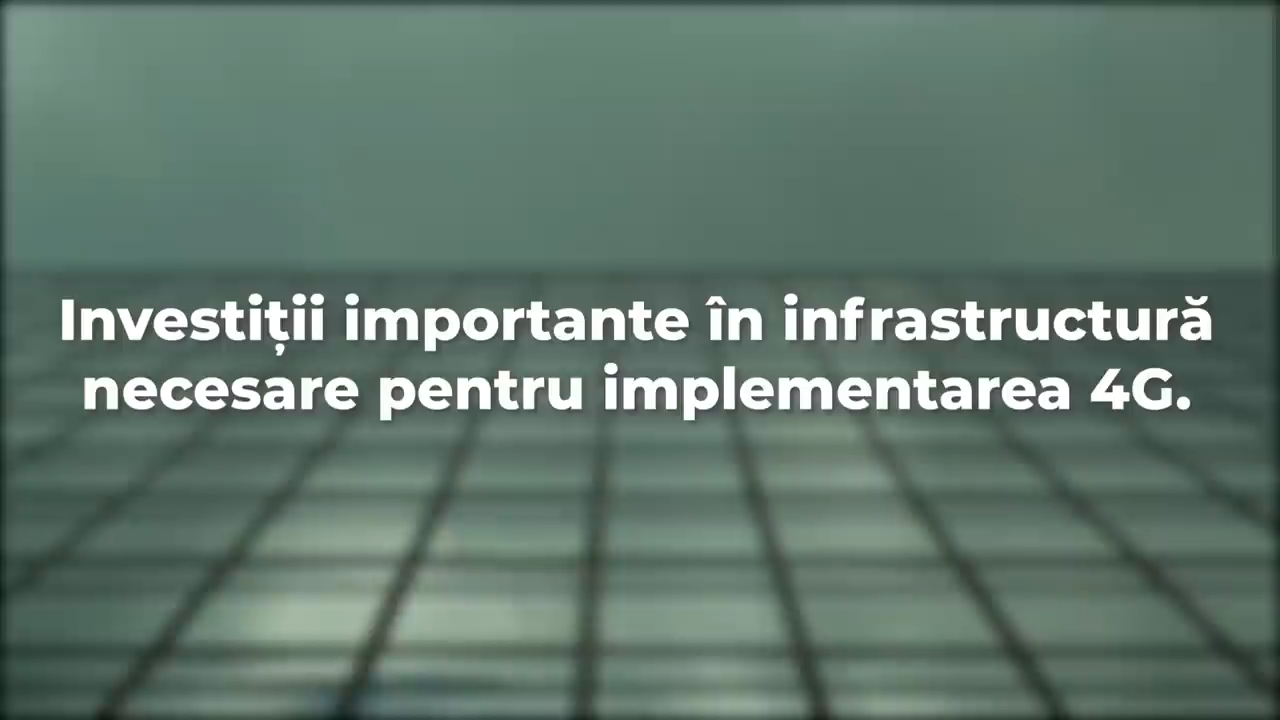 Investiții importante în infrastructură
necesare pentru implementarea 4G.